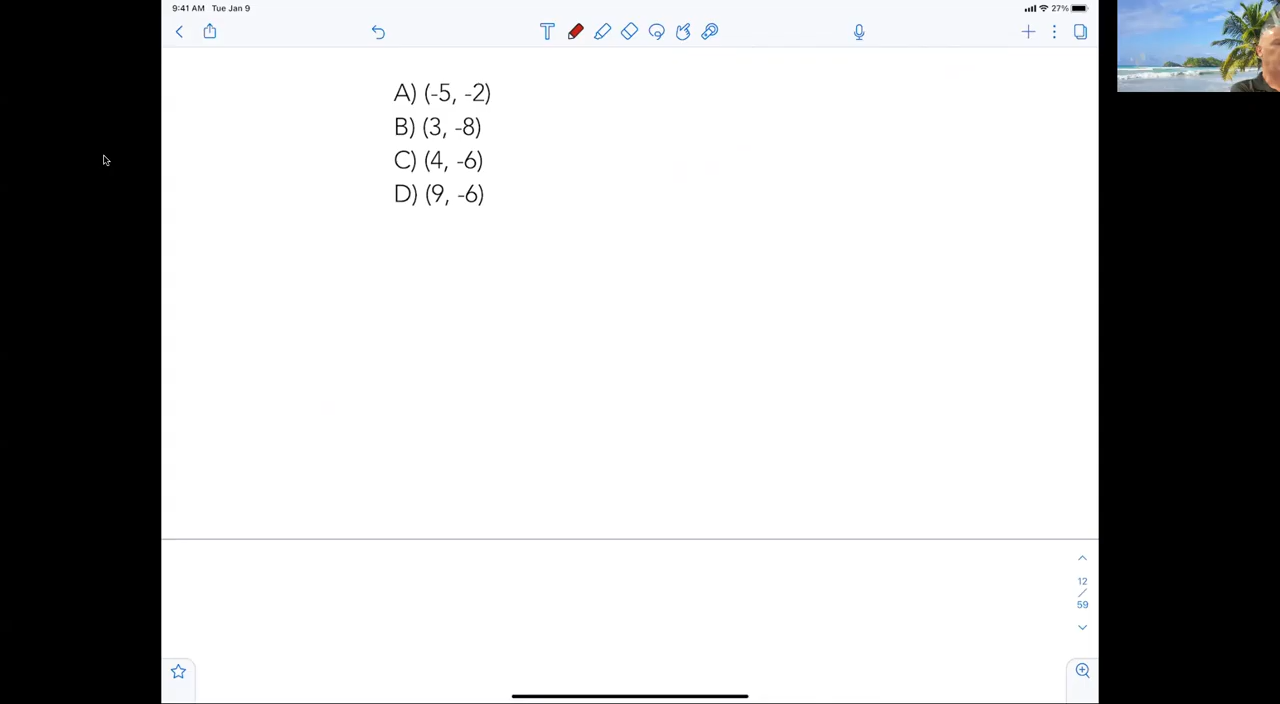 9:41 AM Tue Jan 9
27%
T
A) (-5, -2)
B) (3, -8)
C) (4, -6)
D) (9, -6)
12
/
59